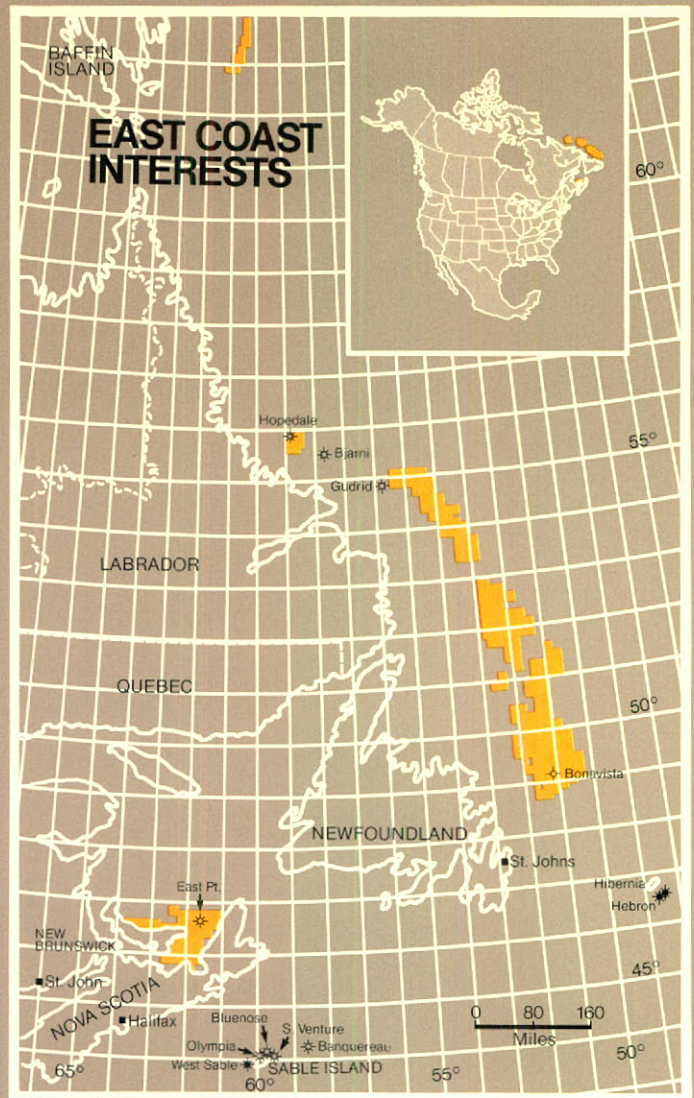 BAFFIN
ISLAND
EAST COAST
INTERESTS
60°
Hopedale
Bjarni
55°
Gudrid
LABRADOR
QUEBEC
50°
Bonavista
NEWFOUNDLAND
St. Johns
East Pt.
Hibernia
Hebron
NEW
BRUNSWICK
45°
St. John
NOVA SCOTIA
Halifax
Bluenose
S. Venture
0 80 160
Miles
Olympia
Banquereau
West Sable
SABLE ISLAND
65°
60°
55°
50°